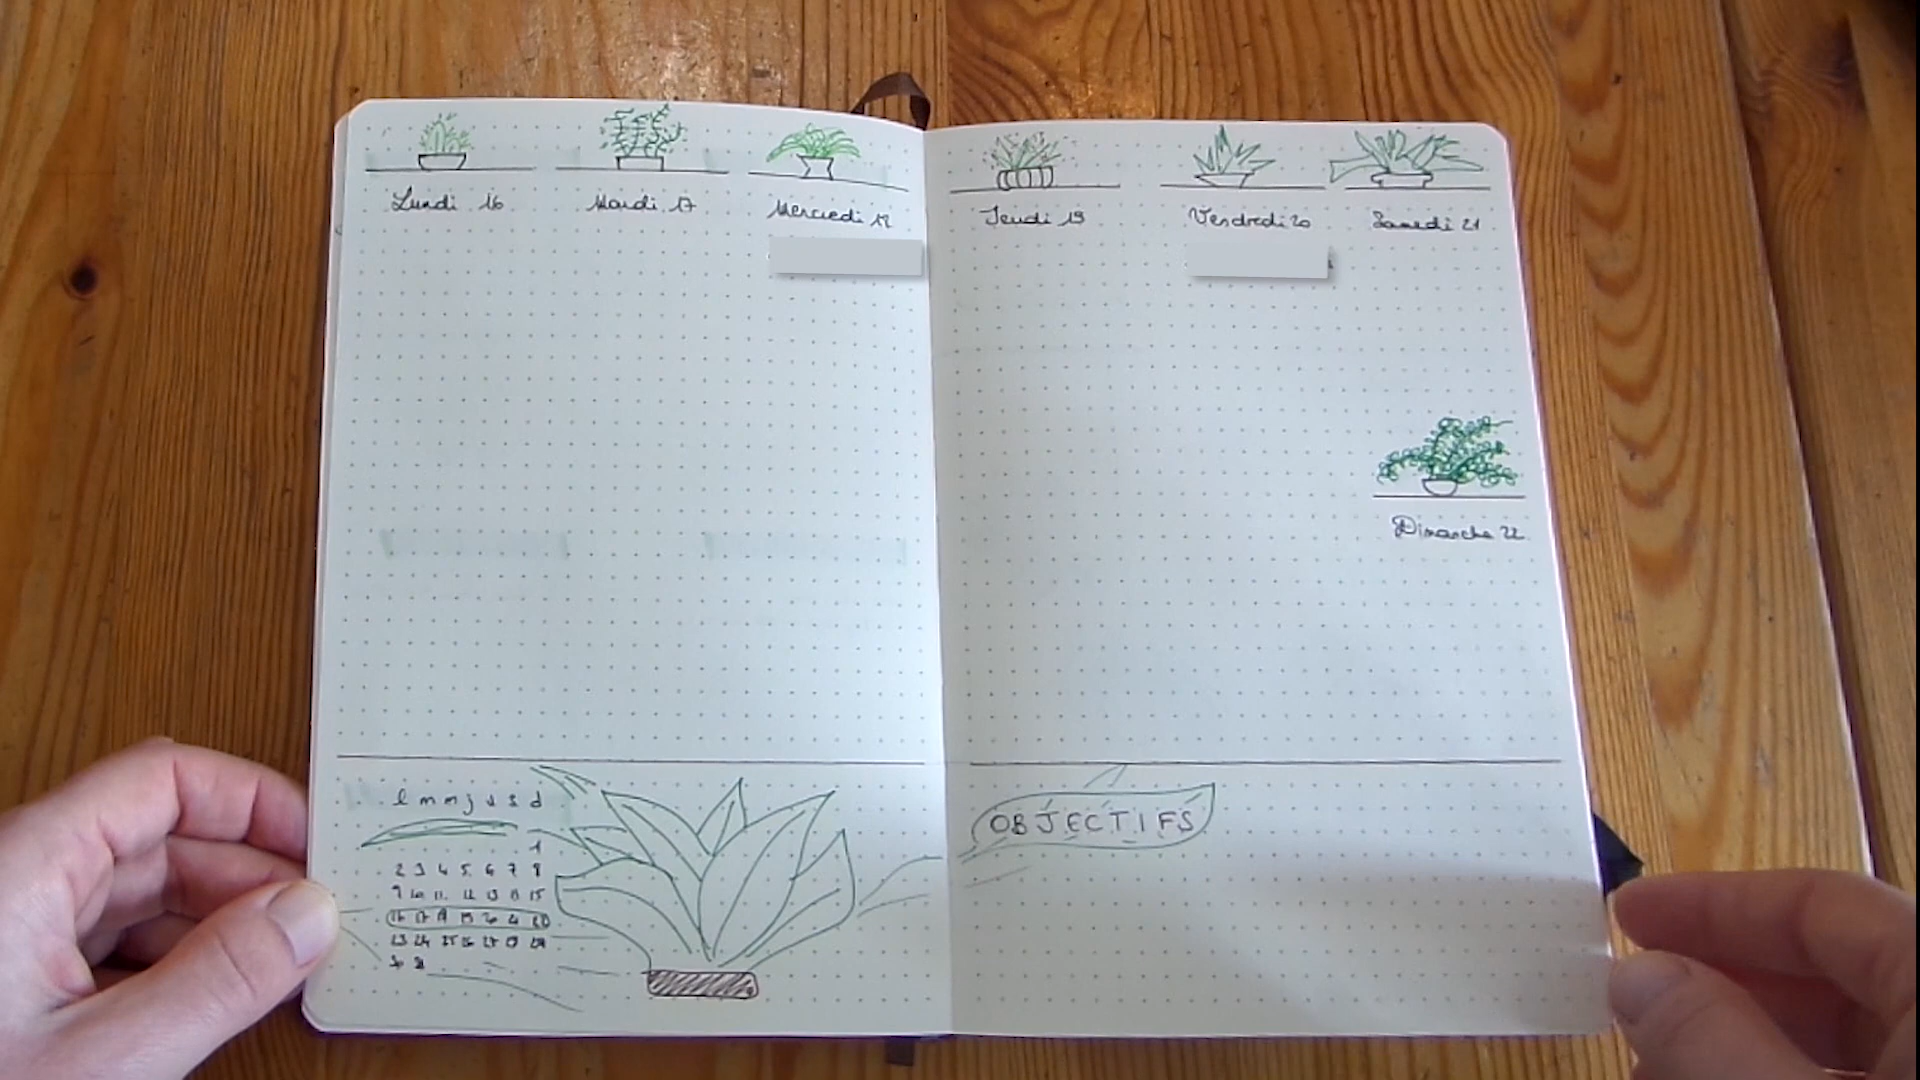 Lundi 16
Mardi 17
Mercredi 18
Jeudi 19
Vendredi 20
Samedi 21
Dimanche 22
l m m j v s d
1
2 3 4 5 6 7 8
9 10 11 12 13 14 15
16 17 18 19 20 21 22
23 24 25 26 27 28 29
30 31
OBJECTIFS